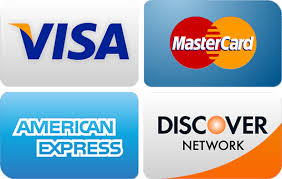 VISA
MasterCard
AMERICAN
EXPRESS
DISCOVER
NETWORK